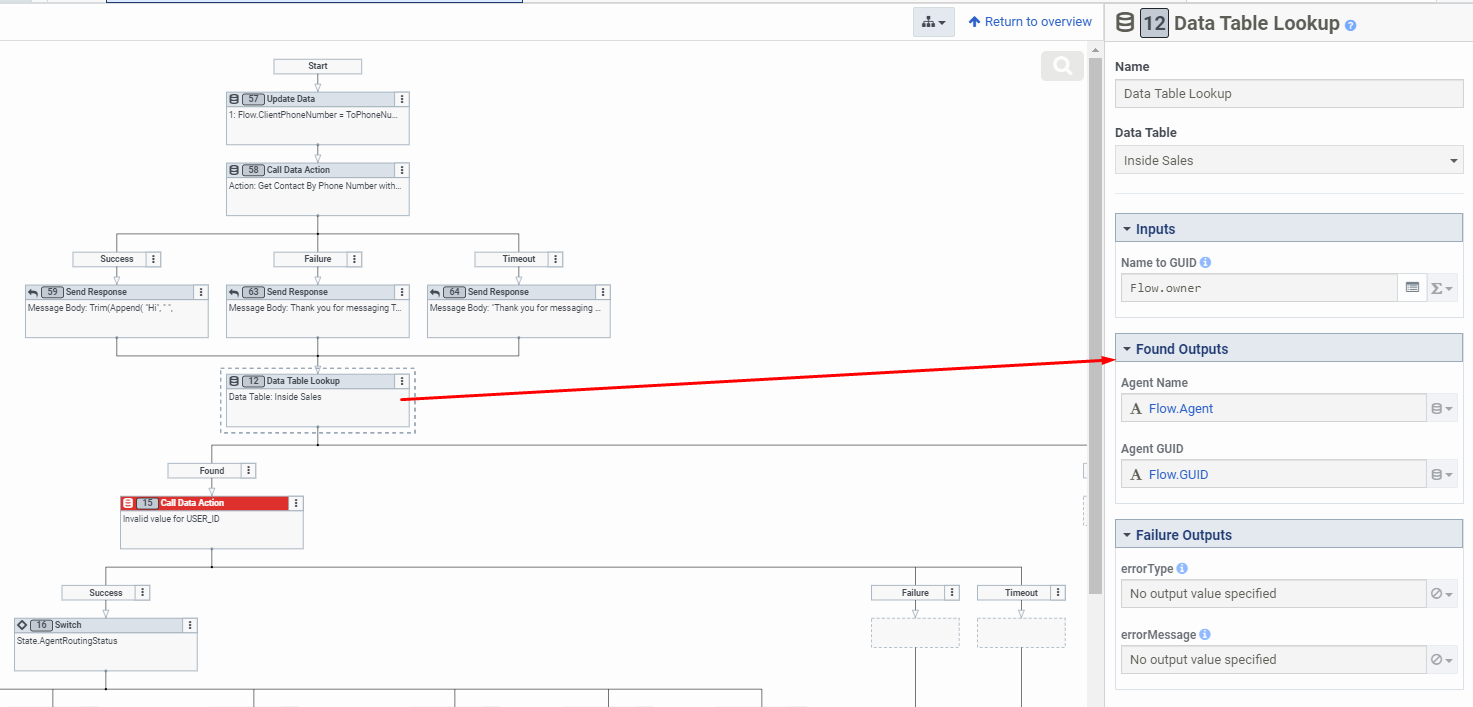 Return to overview
Start
57 Update Data
1: Flow.ClientPhoneNumber = ToPhoneNu...
58 Call Data Action
Action: Get Contact By Phone Number with...
Success
Failure
Timeout
59 Send Response
Message Body: Trim(Append( "Hi", " ",
63 Send Response
Message Body: Thank you for messaging T...
64 Send Response
Message Body: "Thank you for messaging ...
12 Data Table Lookup
Data Table: Inside Sales
Found
15 Call Data Action
Invalid value for USER_ID
Success
Failure
Timeout
16 Switch
State.AgentRoutingStatus
12 Data Table Lookup
Name
Data Table Lookup
Data Table
Inside Sales
Inputs
Name to GUID
Flow.owner
Σ
Found Outputs
Agent Name
A Flow.Agent
Agent GUID
A Flow.GUID
Failure Outputs
errorType
No output value specified
errorMessage
No output value specified